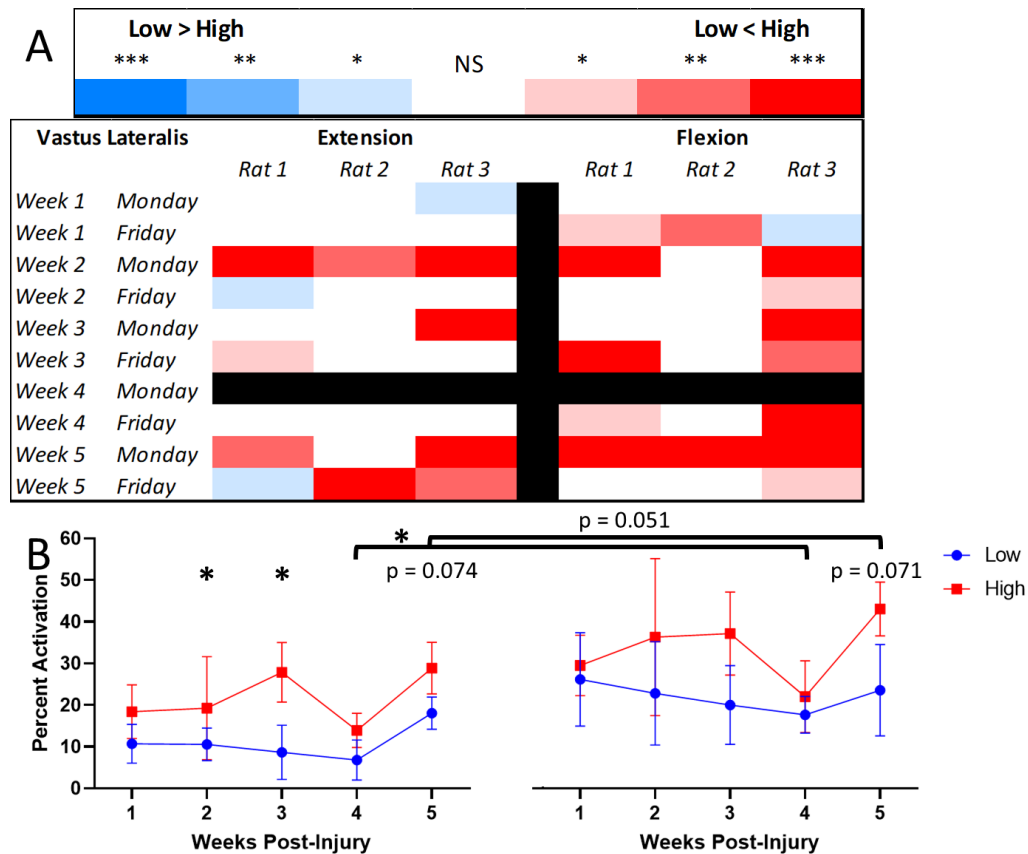 A
Low > High Low < High
*** ** * NS * ** ***
Vastus Lateralis Extension Flexion
Rat 1 Rat 2 Rat 3 Rat 1 Rat 2 Rat 3
Week 1 Monday
Week 1 Friday
Week 2 Monday
Week 2 Friday
Week 3 Monday
Week 3 Friday
Week 4 Monday
Week 4 Friday
Week 5 Monday
Week 5 Friday
B
p = 0.051
*
* * p = 0.074 p = 0.071
Low
High
Percent Activation
60
50
40
30
20
10
0
1 2 3 4 5 1 2 3 4 5
Weeks Post-Injury Weeks Post-Injury